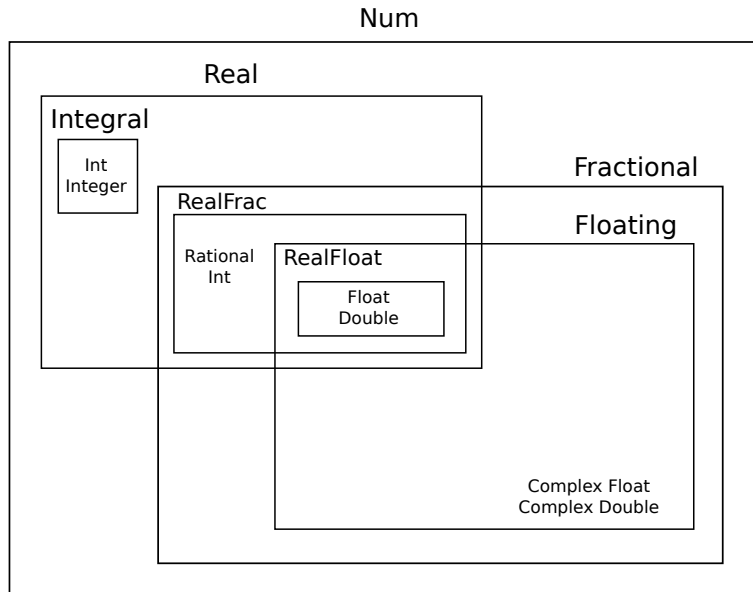 Num
Real
Integral
Int
Integer
Fractional
RealFrac
Floating
Rational
Int
RealFloat
Float
Double
Complex Float
Complex Double